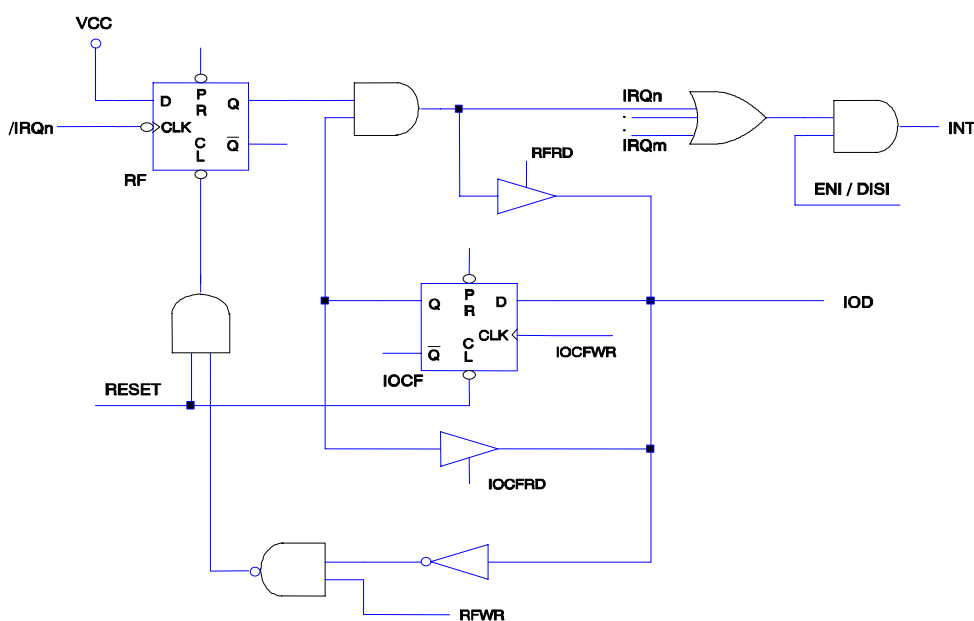 VCC
D
P
R
Q
/IRQn
CLK
C
L
Q̅
RF
IRQn
.
.
IRQm
INT
RFRD
ENI / DISI
Q
P
R
D
IOD
CLK
C
L
Q̅
IOCFWR
IOCF
RESET
IOCFRD
RFWR